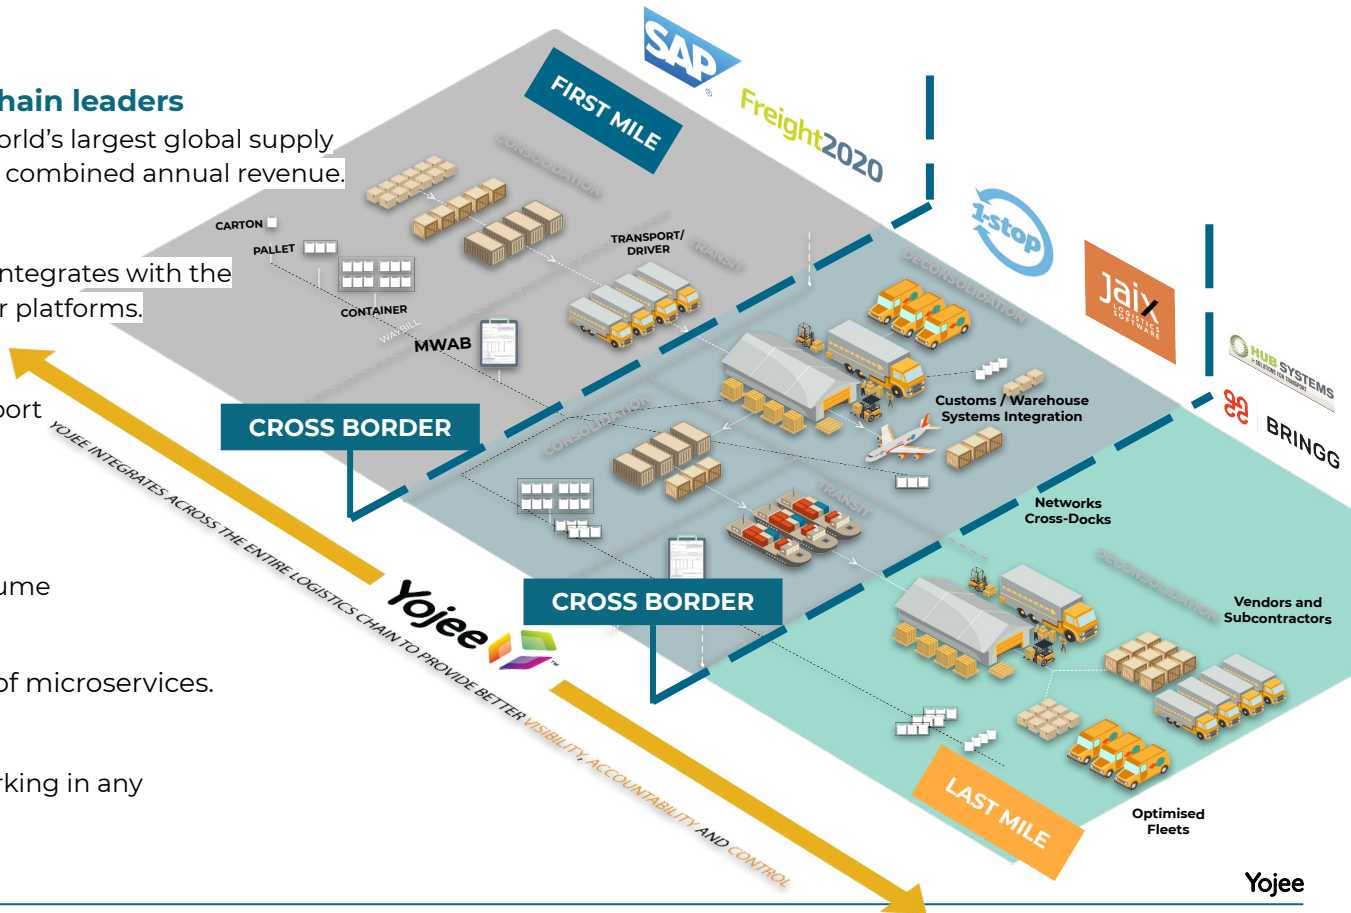 hain leaders
orld's largest global supply
combined annual revenue.
ntegrates with the
r platforms.
port
ume
of microservices.
rking in any
SAP
®
Freight2020
1-stop
Jaix
LOGISTICS
SOFTWARE
HUB SYSTEMS
BRINGG
FIRST MILE
CONSOLIDATION
CARTON
PALLET
CONTAINER
WAYBILL
MWAB
TRANSPORT/
DRIVER
TRANSIT
DECONSOLIDATION
CROSS BORDER
CONSOLIDATION
Customs / Warehouse
Systems Integration
TRANSIT
Networks
Cross-Docks
CROSS BORDER
DECONSOLIDATION
Vendors and
Subcontractors
Optimised
Fleets
LAST MILE
Yojee
™
YOJEE INTEGRATES ACROSS THE ENTIRE LOGISTICS CHAIN TO PROVIDE BETTER VISIBILITY, ACCOUNTABILITY AND CONTROL
Yojee